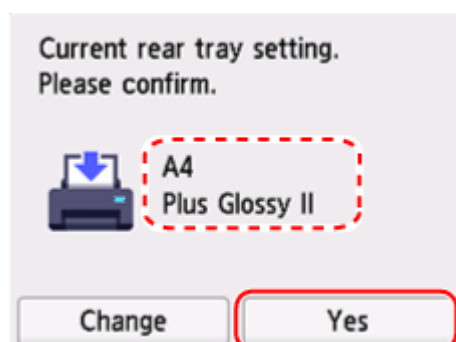 Current rear tray setting.
Please confirm.
A4
Plus Glossy II
Change
Yes